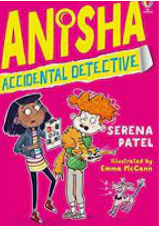 ANISHA
ACCIDENTAL DETECTIVE
SERENA
PATEL
Illustrated by
Emma McCann